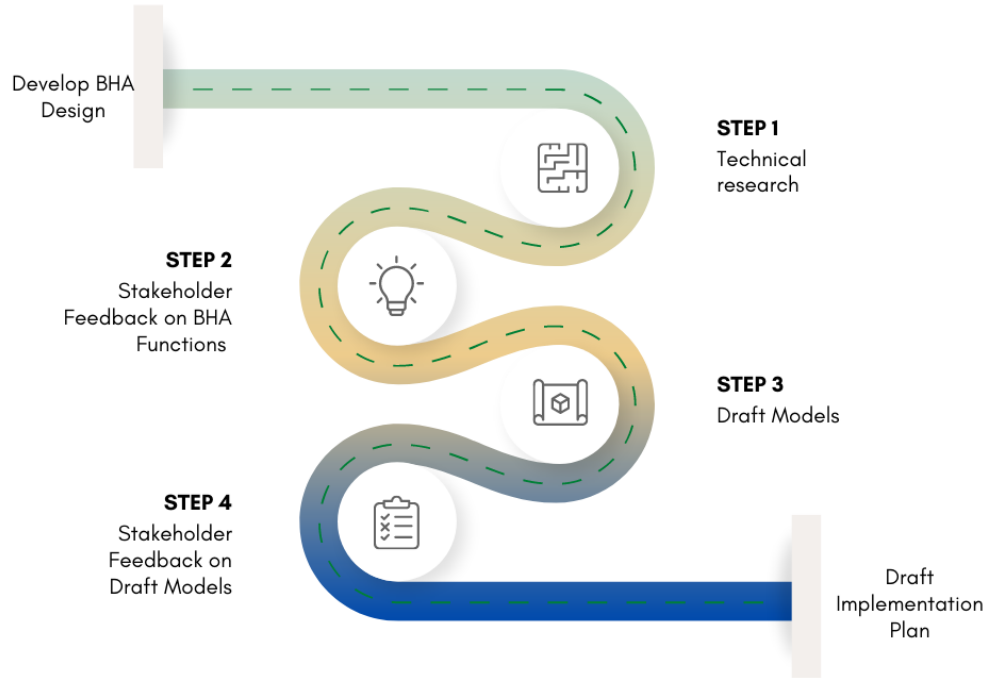 Develop BHA
Design
STEP 1
Technical
research
STEP 2
Stakeholder
Feedback on BHA
Functions
STEP 3
Draft Models
STEP 4
Stakeholder
Feedback on
Draft Models
Draft
Implementation
Plan